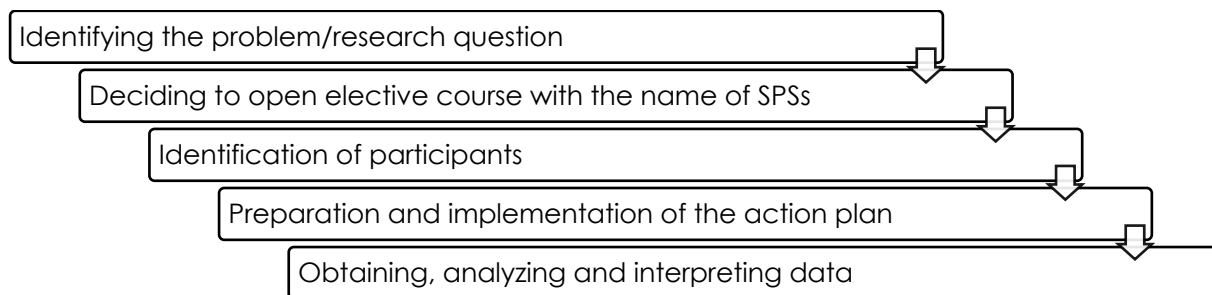 Identifying the problem/research question
Deciding to open elective course with the name of SPSs
Identification of participants
Preparation and implementation of the action plan
Obtaining, analyzing and interpreting data